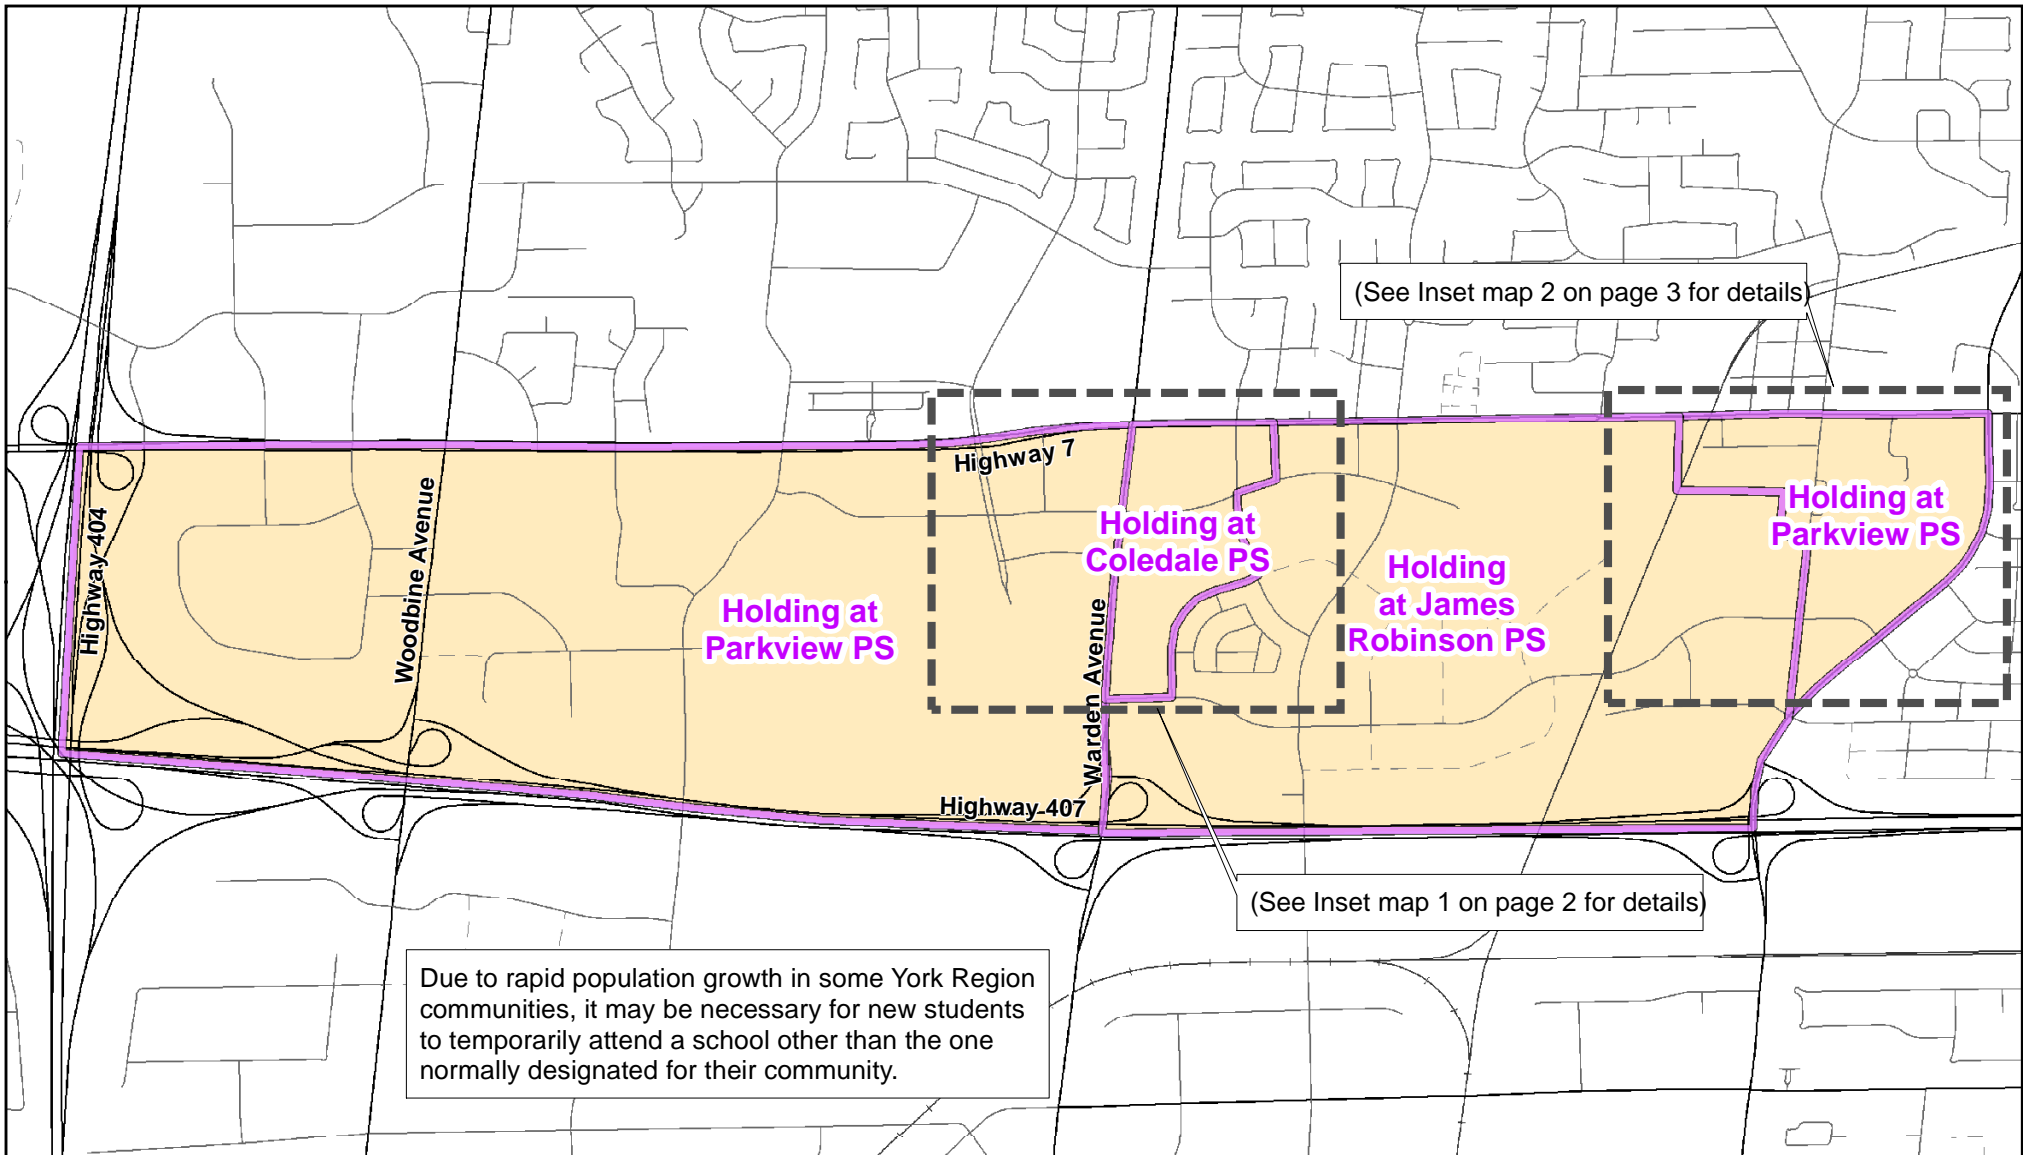 (See Inset map 2 on page 3 for details)
Highway 7
Highway 404
Woodbine Avenue
Holding at
Coledale PS
Holding at
Parkview PS
Holding
at James
Robinson PS
Holding at
Parkview PS
Warden Avenue
Highway 407
(See Inset map 1 on page 2 for details)
Due to rapid population growth in some York Region
communities, it may be necessary for new students
to temporarily attend a school other than the one
normally designated for their community.